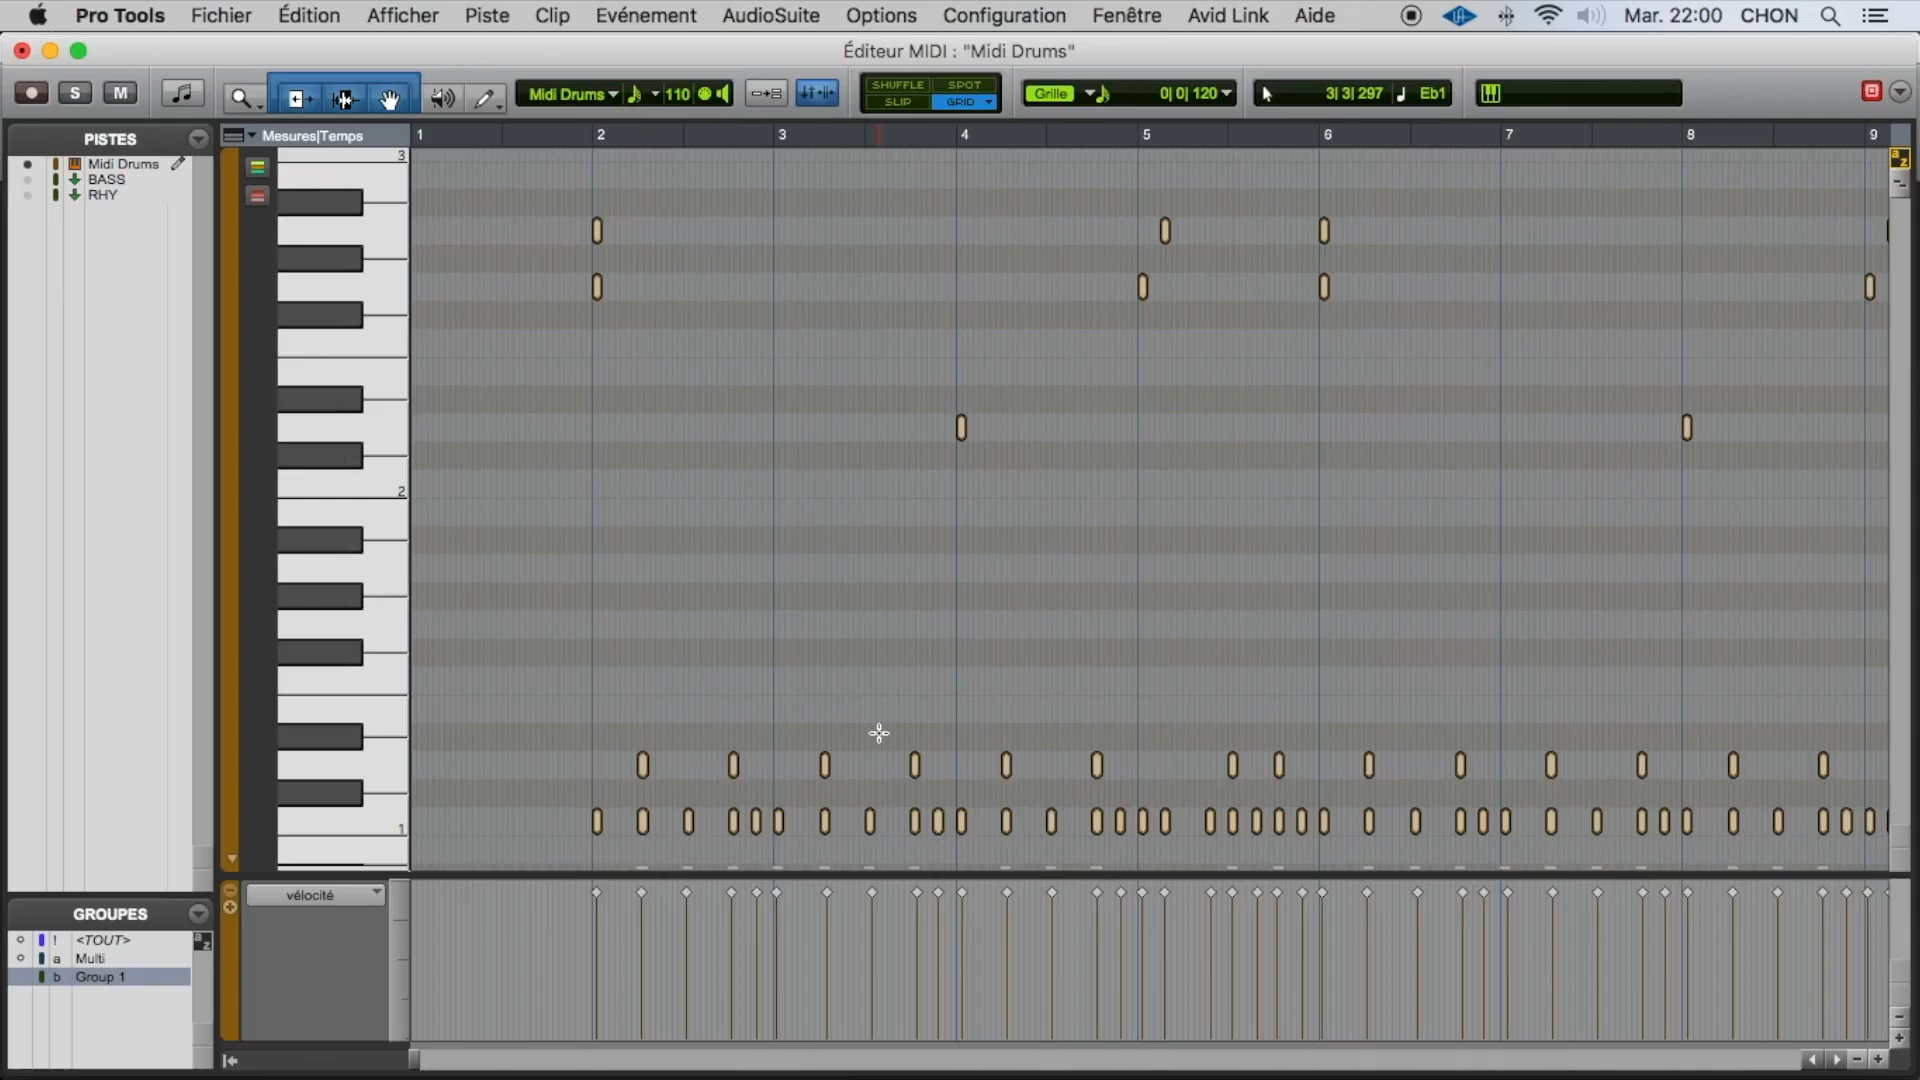 Pro Tools Fichier Édition Afficher Piste Clip Evénement AudioSuite Options Configuration Fenêtre Avid Link Aide Mar. 22:00 CHON
Éditeur MIDI : "Midi Drums"
S M Midi Drums 110 SHUFFLE SPOT Grille 0| 0| 120 3| 3| 297 Eb1
SLIP GRID
PISTES Mesures|Temps 1 2 3 4 5 6 7 8 9
Midi Drums
BASS
RHY
3
2
1
vélocité
GROUPES
! <TOUT>
a Multi
b Group 1
a z